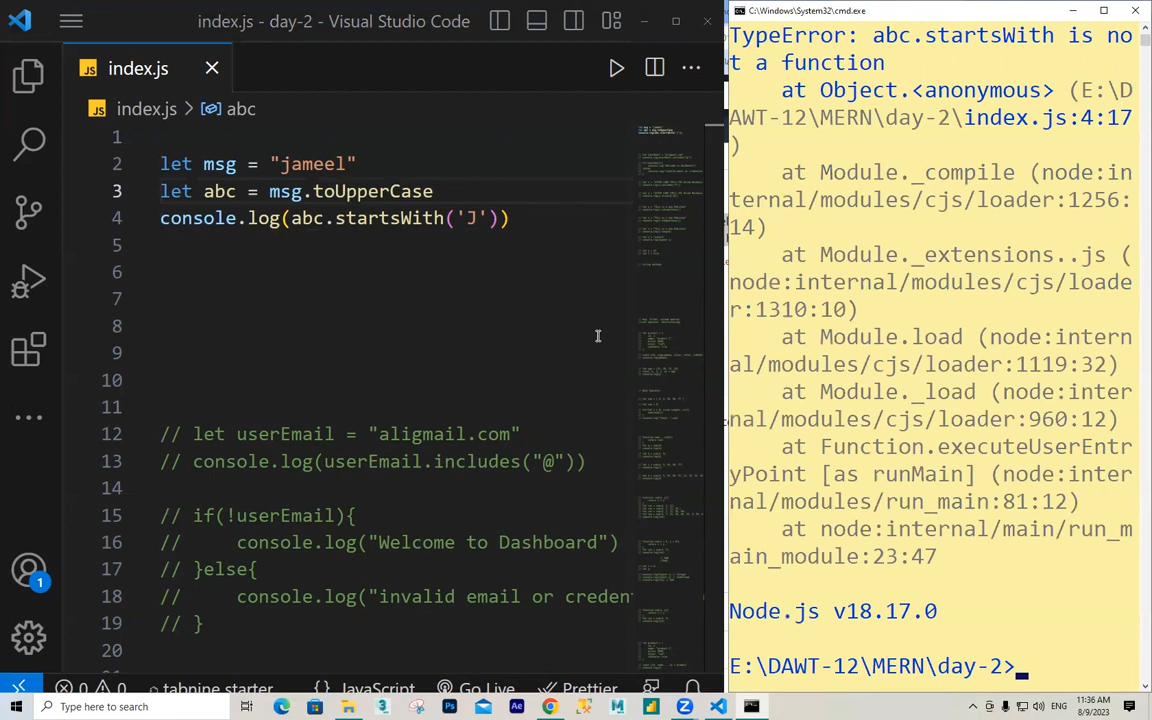 index.js - day-2 - Visual Studio Code
JS index.js
JS index.js > abc
1
2 let msg = "jameel"
3 let abc = msg.toUpperCase
4 console.log(abc.startsWith('J'))
5
6
7
8
9
10
11
12 // let userEmail = "aligmail.com"
13 // console.log(userEmail.includes("@"))
14
15 // if(!userEmail){
16 //     console.log("Welcome to Dashboard")
17 // }else{
18 //     console.log("invalid email or creden
19 // }
20
1
0 0 tabnine starter {} JavaScript Go Live Prettier
C:\Windows\System32\cmd.exe
TypeError: abc.startsWith is no
t a function
    at Object.<anonymous> (E:\D
AWT-12\MERN\day-2\index.js:4:17
)
    at Module._compile (node:in
ternal/modules/cjs/loader:1256:
14)
    at Module._extensions..js (
node:internal/modules/cjs/loade
r:1310:10)
    at Module.load (node:intern
al/modules/cjs/loader:1119:32)
    at Module._load (node:inter
nal/modules/cjs/loader:960:12)
    at Function.executeUserEntr
yPoint [as runMain] (node:inter
nal/modules/run_main:81:12)
    at node:internal/main/run_m
ain_module:23:47
Node.js v18.17.0
E:\DAWT-12\MERN\day-2>
Type here to search
3
Ps
Ae
M
ENG
11:36 AM
8/9/2023